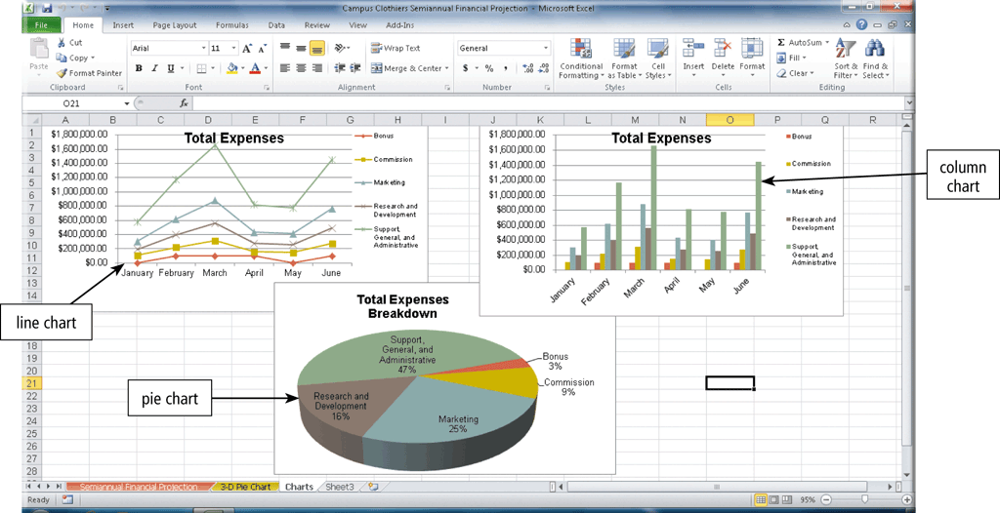 Campus Clothiers Semiannual Financial Projection - Microsoft Excel
File Home Insert Page Layout Formulas Data Review View Add-Ins
Paste
Cut
Copy
Format Painter
Clipboard
Arial 11
B I U
Font
Wrap Text
Merge & Center
Alignment
General
$ % ,
Number
Conditional Formatting
Format as Table
Cell Styles
Styles
Insert Delete Format
Cells
Σ AutoSum
Fill
Clear
Sort & Filter
Find & Select
Editing
O21
fx
A B C D E F G H I J K L M N O P Q R
1
2
3
4
5
6
7
8
9
10
11
12
13
14
18
19
20
21
22
23
24
25
26
27
28
Total Expenses
$1,800,000.00
$1,600,000.00
$1,400,000.00
$1,200,000.00
$1,000,000.00
$800,000.00
$600,000.00
$400,000.00
$200,000.00
$0.00
January February March April May June
Bonus
Commission
Marketing
Research and
Development
Support,
General, and
Administrative
line chart
Total Expenses
$1,800,000.00
$1,600,000.00
$1,400,000.00
$1,200,000.00
$1,000,000.00
$800,000.00
$600,000.00
$400,000.00
$200,000.00
$0.00
January February March April May June
Bonus
Commission
Marketing
Research and
Development
Support,
General, and
Administrative
column
chart
Total Expenses
Breakdown
Support,
General, and
Administrative
47%
Bonus
3%
Commission
9%
Research and
Development
16%
Marketing
25%
pie chart
Semiannual Financial Projection 3-D Pie Chart Charts Sheet3
Ready 95%